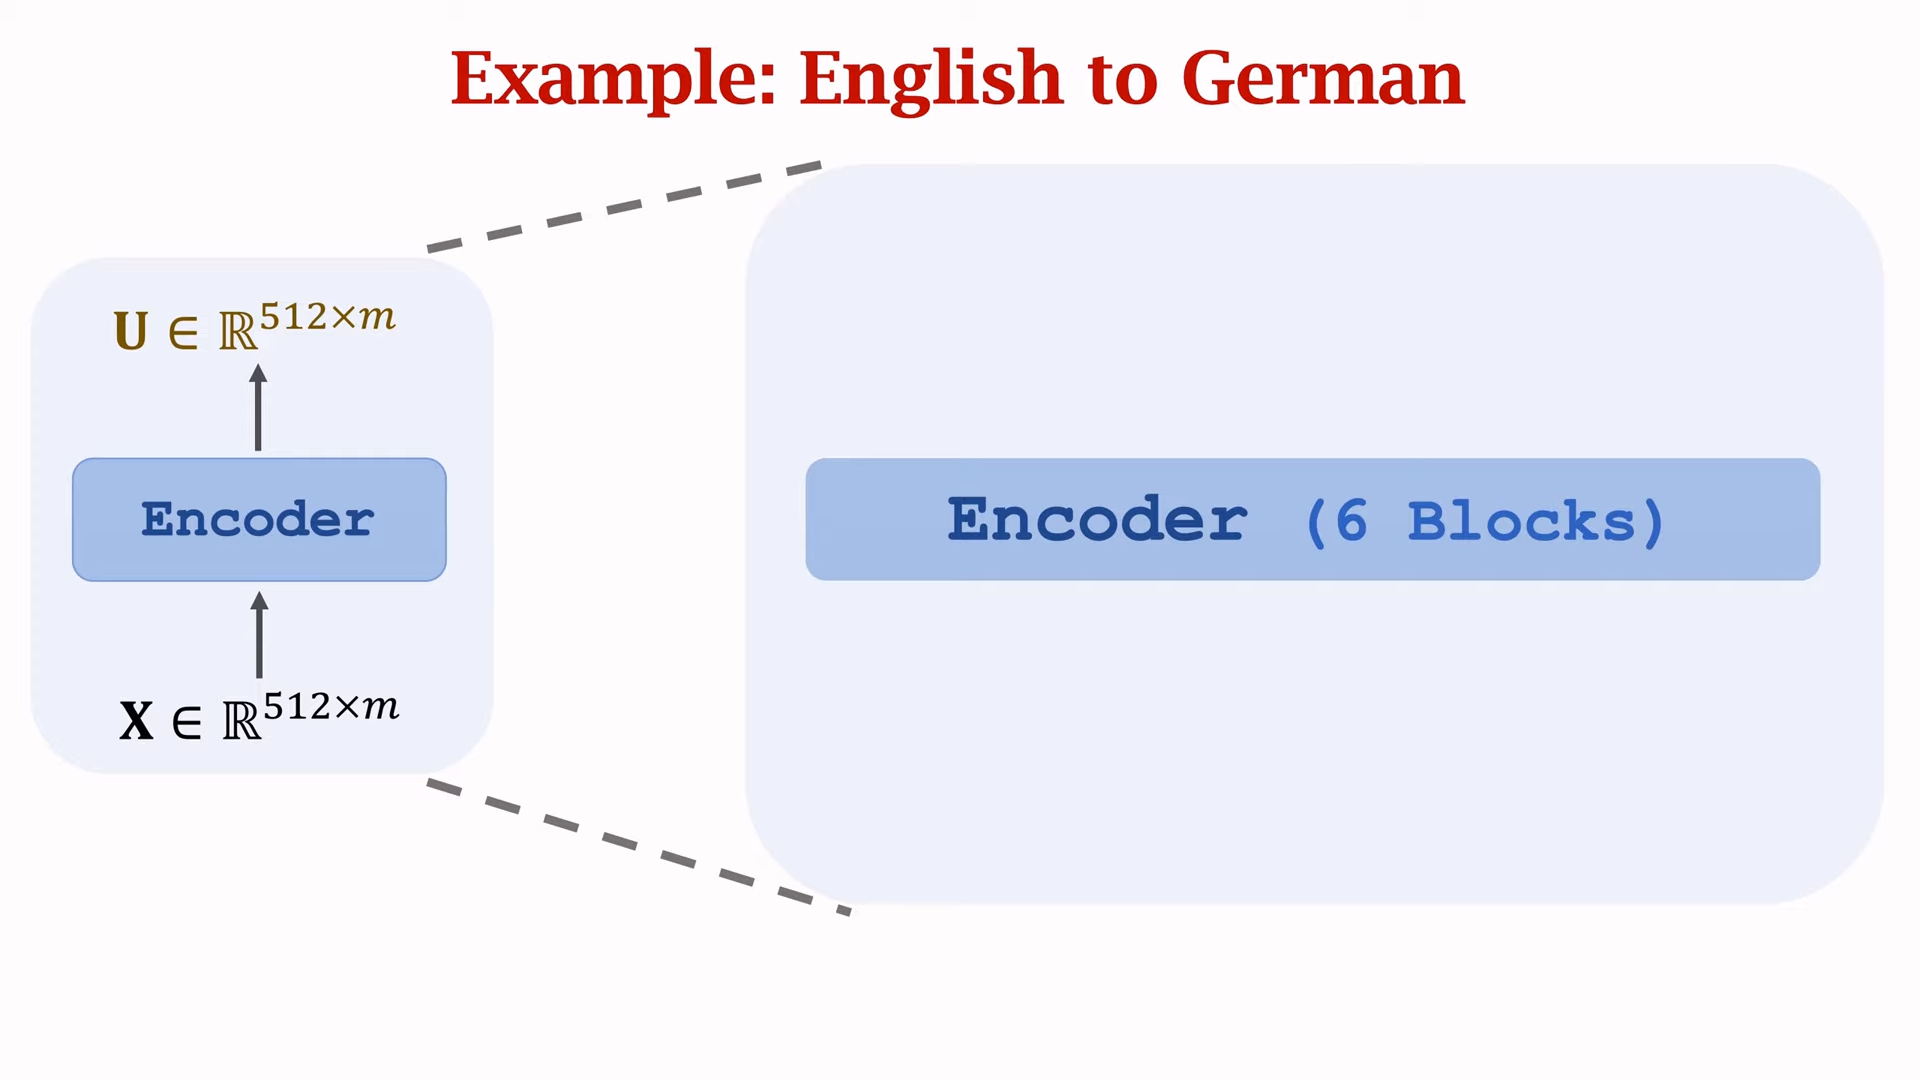 Example: English to German
U ∈ ℝ^{512×m}
Encoder
X ∈ ℝ^{512×m}
Encoder (6 Blocks)